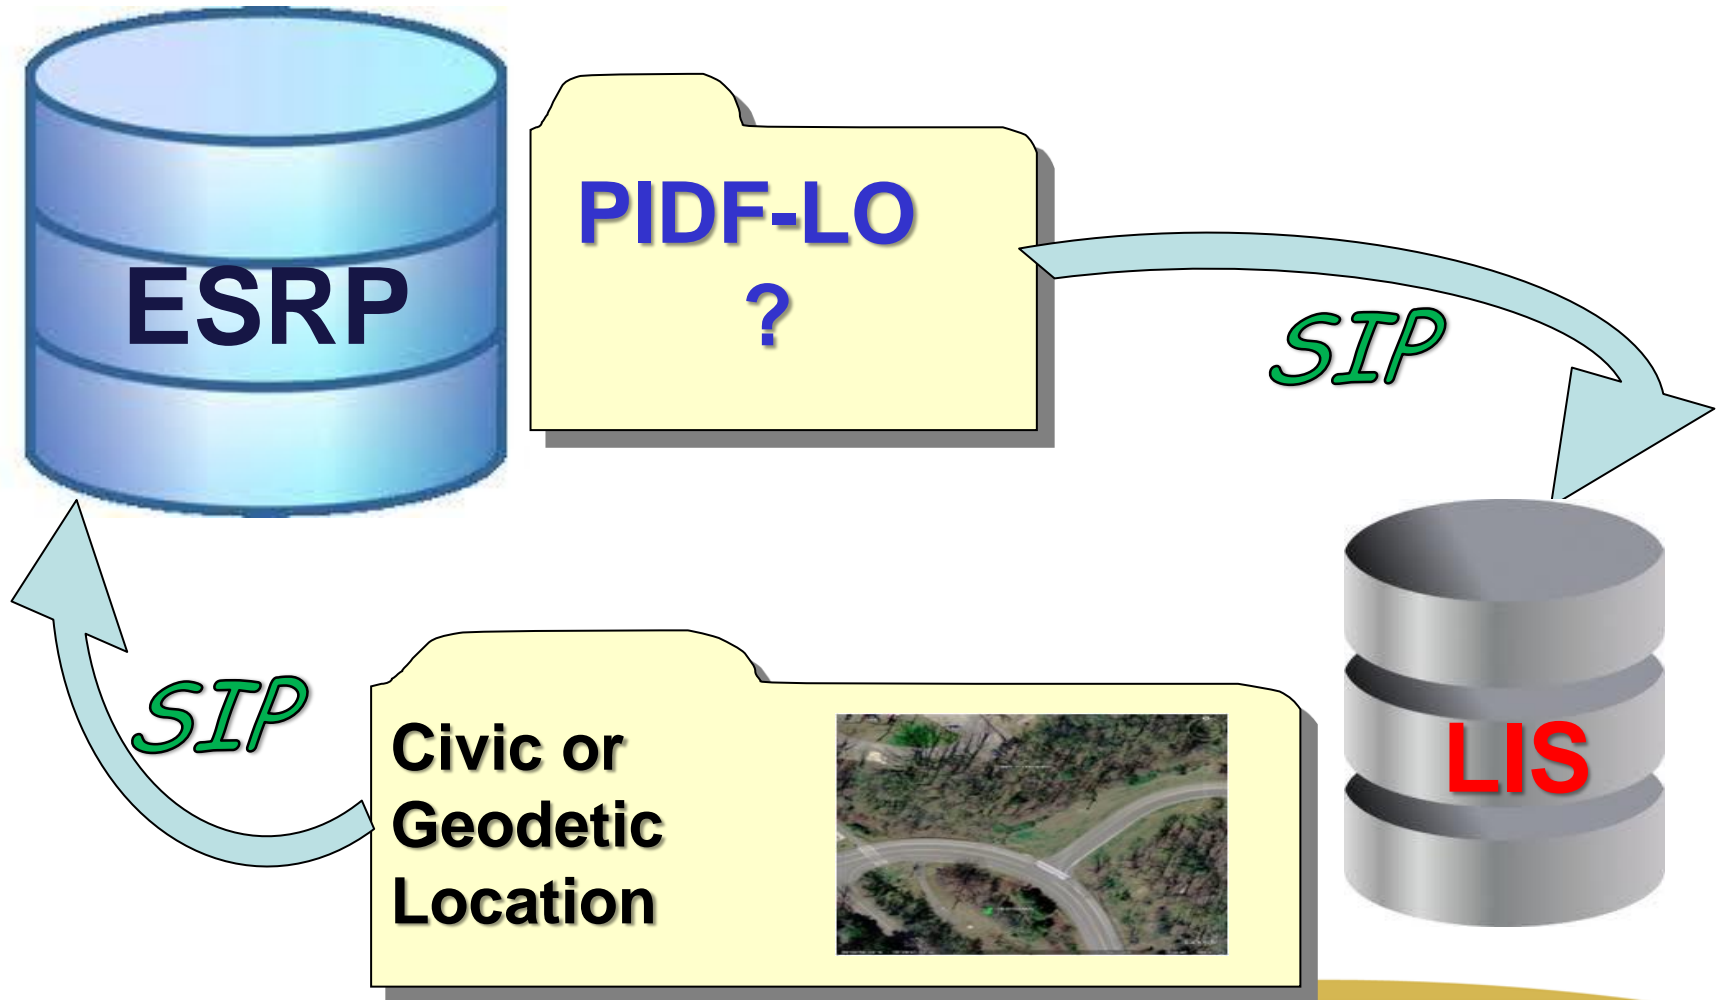 ESRP
PIDF-LO
?
SIP
SIP
Civic or
Geodetic
Location
LIS